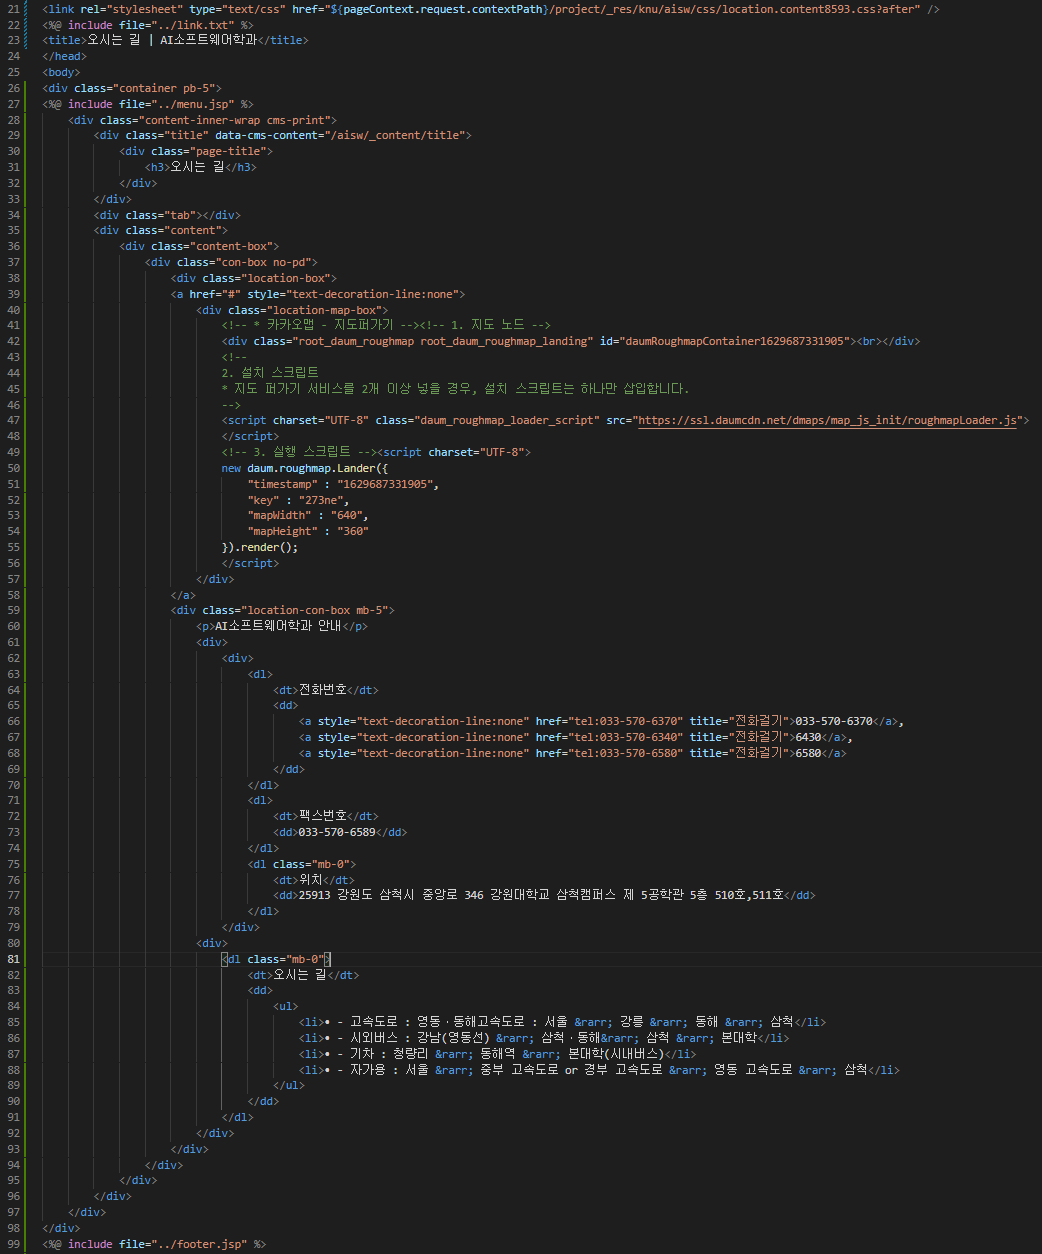 21 <link rel="stylesheet" type="text/css" href="${pageContext.request.contextPath}/project/_res/knu/aisw/css/location.content8593.css?after" />
22 <%@ include file="../link.txt" %>
23 <title>오시는 길 | AI소프트웨어학과</title>
24 </head>
25 <body>
26 <div class="container pb-5">
27 <%@ include file="../menu.jsp" %>
28 <div class="content-inner-wrap cms-print">
29 <div class="title" data-cms-content="/aisw/_content/title">
30 <div class="page-title">
31 <h3>오시는 길</h3>
32 </div>
33 </div>
34 <div class="tab"></div>
35 <div class="content">
36 <div class="content-box">
37 <div class="con-box no-pd">
38 <div class="location-box">
39 <a href="#" style="text-decoration-line:none">
40 <div class="location-map-box">
41 <!-- * 카카오맵 - 지도퍼가기 --><!-- 1. 지도 노드 -->
42 <div class="root_daum_roughmap root_daum_roughmap_landing" id="daumRoughmapContainer1629687331905"><br></div>
43 <!--
44 2. 설치 스크립트
45 * 지도 퍼가기 서비스를 2개 이상 넣을 경우, 설치 스크립트는 하나만 삽입합니다.
46 -->
47 <script charset="UTF-8" class="daum_roughmap_loader_script" src="https://ssl.daumcdn.net/dmaps/map_js_init/roughmapLoader.js">
48 </script>
49 <!-- 3. 실행 스크립트 --><script charset="UTF-8">
50 new daum.roughmap.Lander({
51 "timestamp" : "1629687331905",
52 "key" : "273ne",
53 "mapWidth" : "640",
54 "mapHeight" : "360"
55 }).render();
56 </script>
57 </div>
58 </a>
59 <div class="location-con-box mb-5">
60 <p>AI소프트웨어학과 안내</p>
61 <div>
62 <div>
63 <dl>
64 <dt>전화번호</dt>
65 <dd>
66 <a style="text-decoration-line:none" href="tel:033-570-6370" title="전화걸기">033-570-6370</a>,
67 <a style="text-decoration-line:none" href="tel:033-570-6340" title="전화걸기">6430</a>,
68 <a style="text-decoration-line:none" href="tel:033-570-6580" title="전화걸기">6580</a>
69 </dd>
70 </dl>
71 <dl>
72 <dt>팩스번호</dt>
73 <dd>033-570-6589</dd>
74 </dl>
75 <dl class="mb-0">
76 <dt>위치</dt>
77 <dd>25913 강원도 삼척시 중앙로 346 강원대학교 삼척캠퍼스 제 5공학관 5층 510호,511호</dd>
78 </dl>
79 </div>
80 <div>
81 <dl class="mb-0">
82 <dt>오시는 길</dt>
83 <dd>
84 <ul>
85 <li>• - 고속도로 : 영동·동해고속도로 : 서울 &rarr; 강릉 &rarr; 동해 &rarr; 삼척</li>
86 <li>• - 시외버스 : 강남(영동선) &rarr; 삼척·동해&rarr; 삼척 &rarr; 본대학</li>
87 <li>• - 기차 : 청량리 &rarr; 동해역 &rarr; 본대학(시내버스)</li>
88 <li>• - 자가용 : 서울 &rarr; 중부 고속도로 or 경부 고속도로 &rarr; 영동 고속도로 &rarr; 삼척</li>
89 </ul>
90 </dd>
91 </dl>
92 </div>
93 </div>
94 </div>
95 </div>
96 </div>
97 </div>
98 </div>
99 <%@ include file="../footer.jsp" %>